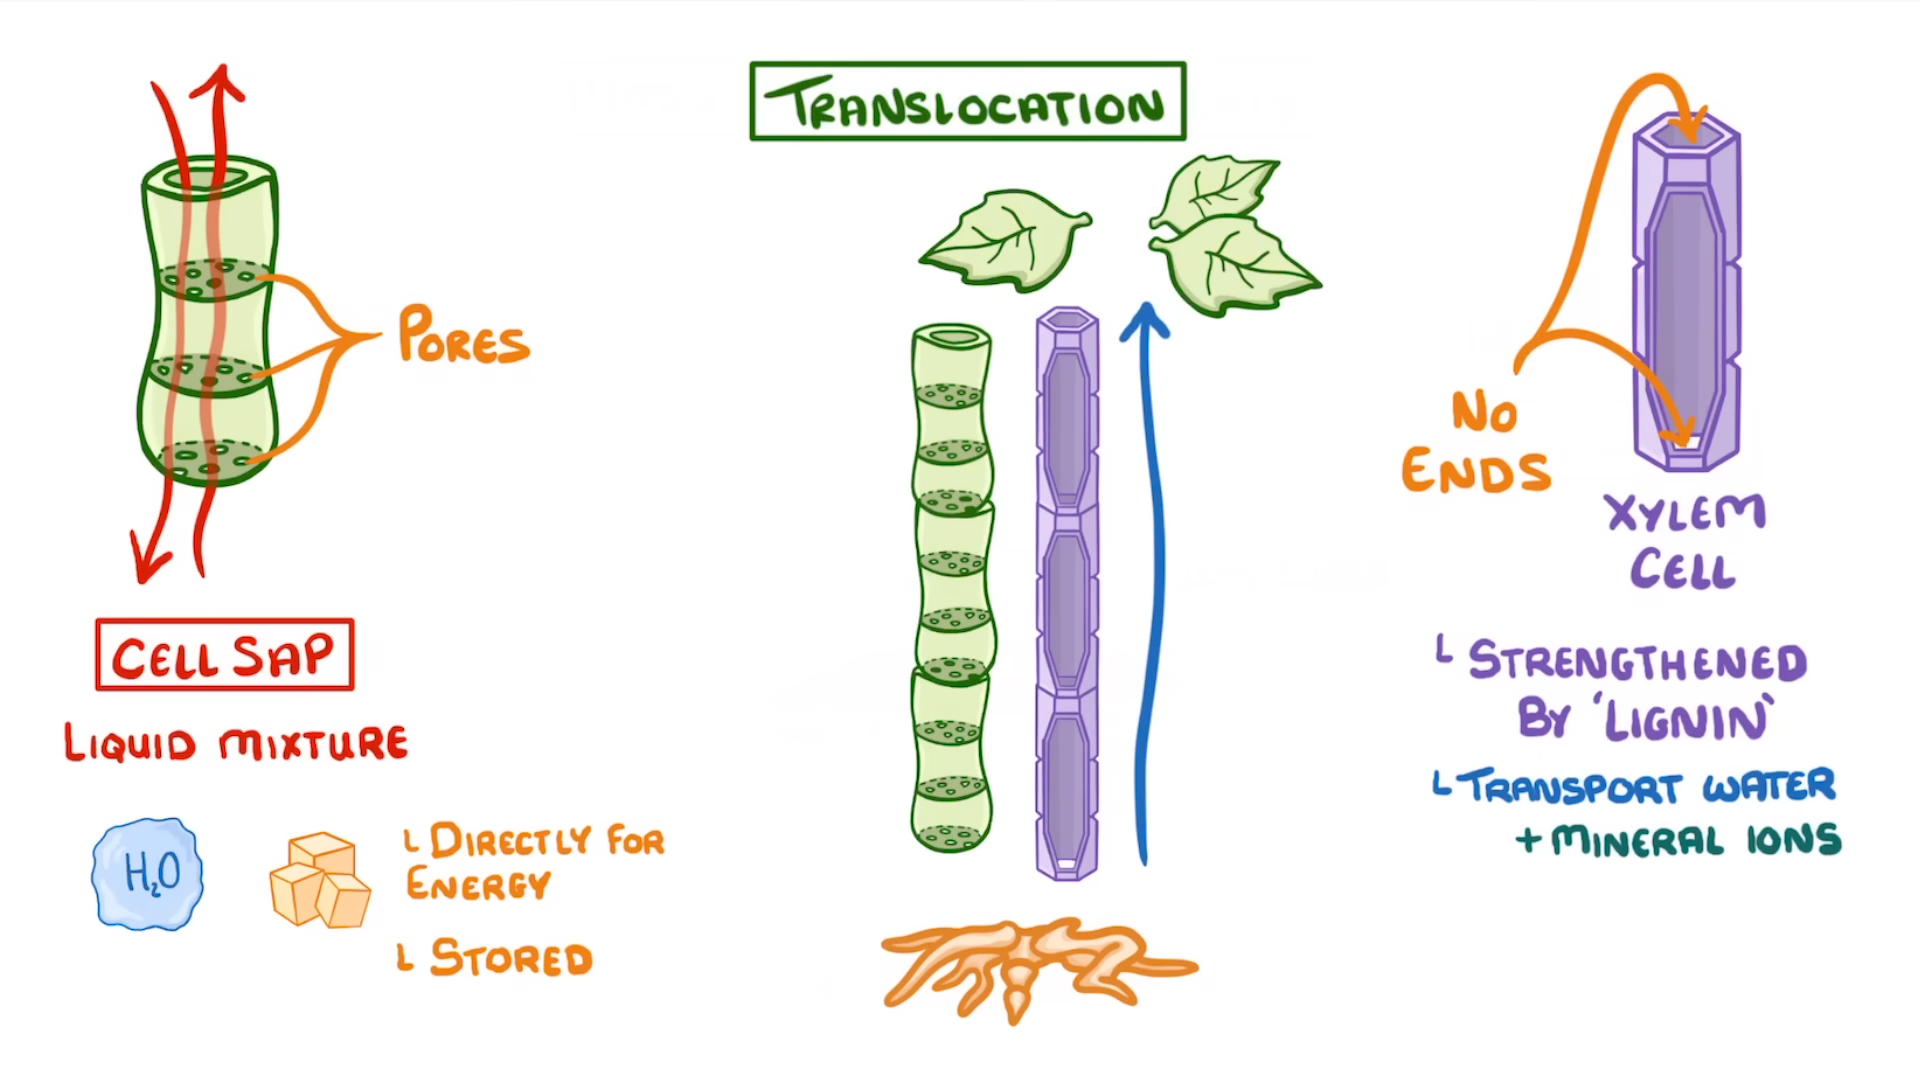 TRANSLOCATION
PORES
CELL SAP
LIQUID MIXTURE
H₂O
└ DIRECTLY FOR
ENERGY
└ STORED
NO
ENDS
XYLEM
CELL
└ STRENGTHENED
BY 'LIGNIN'
└ TRANSPORT WATER
+ MINERAL IONS